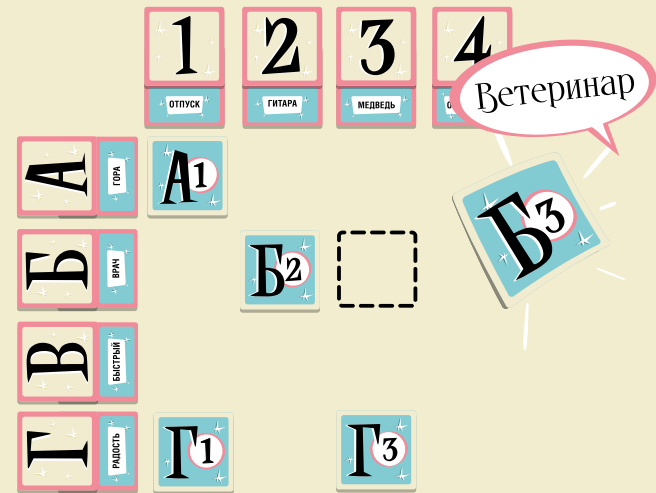 1 2 3 4
ОТПУСК ГИТАРА МЕДВЕДЬ
Ветеринар
А ГОРА А1
Б3
Б ВРАЧ Б2
В БЫСТРЫЙ
Г РАДОСТЬ Г1 Г3